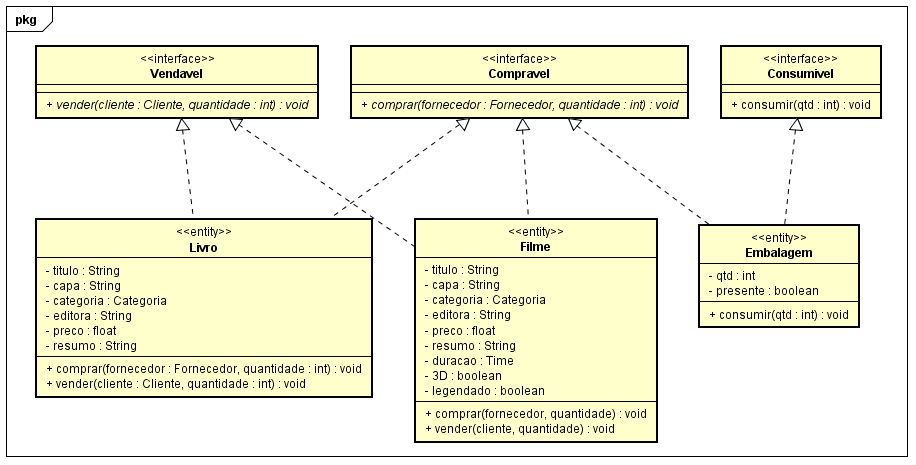 pkg
<<interface>>
Vendavel
+ vender(cliente : Cliente, quantidade : int) : void
<<interface>>
Compravel
+ comprar(fornecedor : Fornecedor, quantidade : int) : void
<<interface>>
Consumivel
+ consumir(qtd : int) : void
<<entity>>
Livro
- titulo : String
- capa : String
- categoria : Categoria
- editora : String
- preco : float
- resumo : String
+ comprar(fornecedor : Fornecedor, quantidade : int) : void
+ vender(cliente : Cliente, quantidade : int) : void
<<entity>>
Filme
- titulo : String
- capa : String
- categoria : Categoria
- editora : String
- preco : float
- resumo : String
- duracao : Time
- 3D : boolean
- legendado : boolean
+ comprar(fornecedor, quantidade) : void
+ vender(cliente, quantidade) : void
<<entity>>
Embalagem
- qtd : int
- presente : boolean
+ consumir(qtd : int) : void